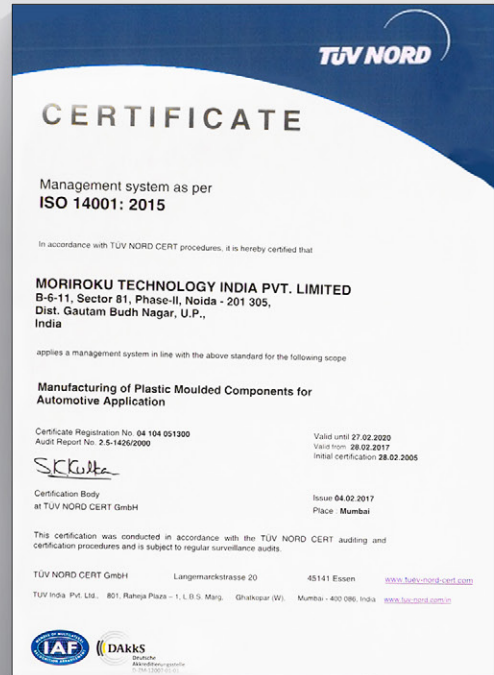 TÜV NORD
CERTIFICATE
Management system as per
ISO 14001: 2015
In accordance with TÜV NORD CERT procedures, it is hereby certified that
MORIROKU TECHNOLOGY INDIA PVT. LIMITED
B-6-11, Sector 81, Phase-II, Noida - 201 305,
Dist. Gautam Budh Nagar, U.P.,
India
applies a management system in line with the above standard for the following scope
Manufacturing of Plastic Moulded Components for
Automotive Application
Certificate Registration No. 04 104 051300
Audit Report No. 2.5-1426/2000
Valid until 27.02.2020
Valid from 28.02.2017
Initial certification 28.02.2005
S.K.Kulka
Certification Body
at TÜV NORD CERT GmbH
Issue 04.02.2017
Place : Mumbai
This certification was conducted in accordance with the TÜV NORD CERT auditing and
certification procedures and is subject to regular surveillance audits.
TÜV NORD CERT GmbH Langemarckstrasse 20 45141 Essen www.tuev-nord-cert.com
TÜV India Pvt. Ltd., 801, Raheja Plaza – 1, L.B.S. Marg, Ghatkopar (W), Mumbai - 400 086, India www.tuv-nord.com/in
IAF
DAkkS
Deutsche
Akkreditierungsstelle